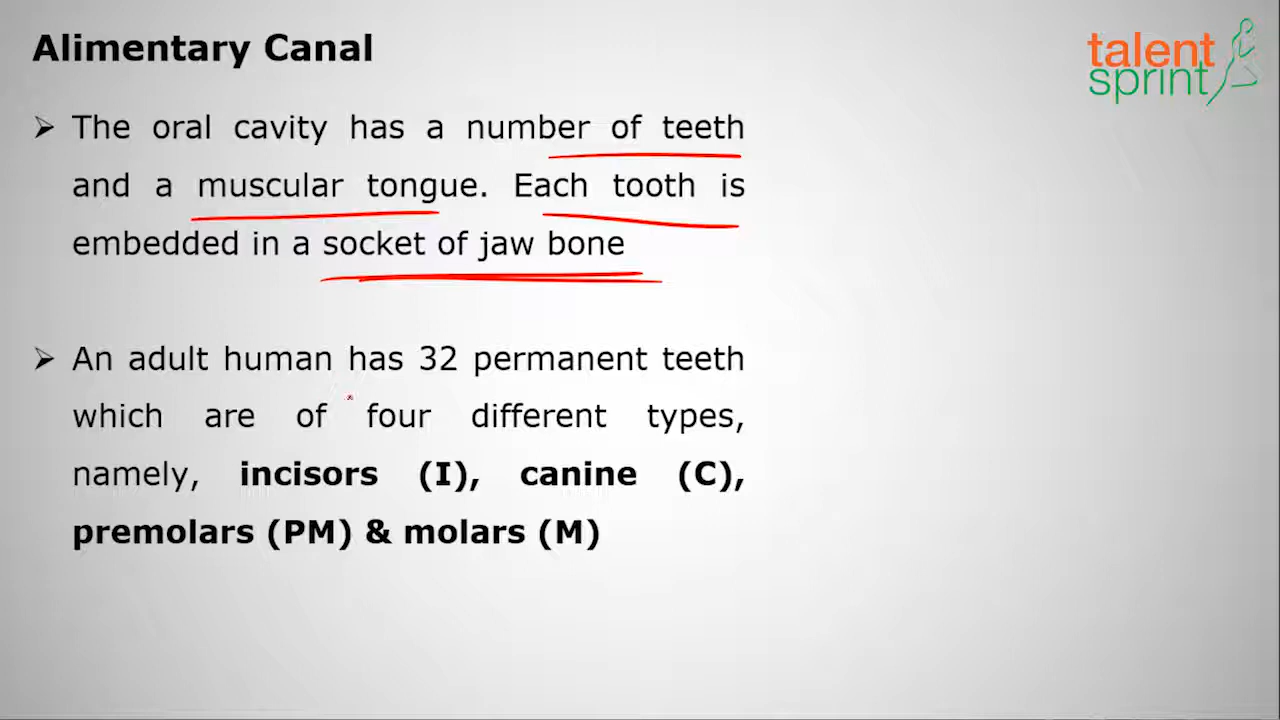 Alimentary Canal
talent
sprint
➢ The oral cavity has a number of teeth
and a muscular tongue. Each tooth is
embedded in a socket of jaw bone
➢ An adult human has 32 permanent teeth
which are of four different types,
namely, incisors (I), canine (C),
premolars (PM) & molars (M)